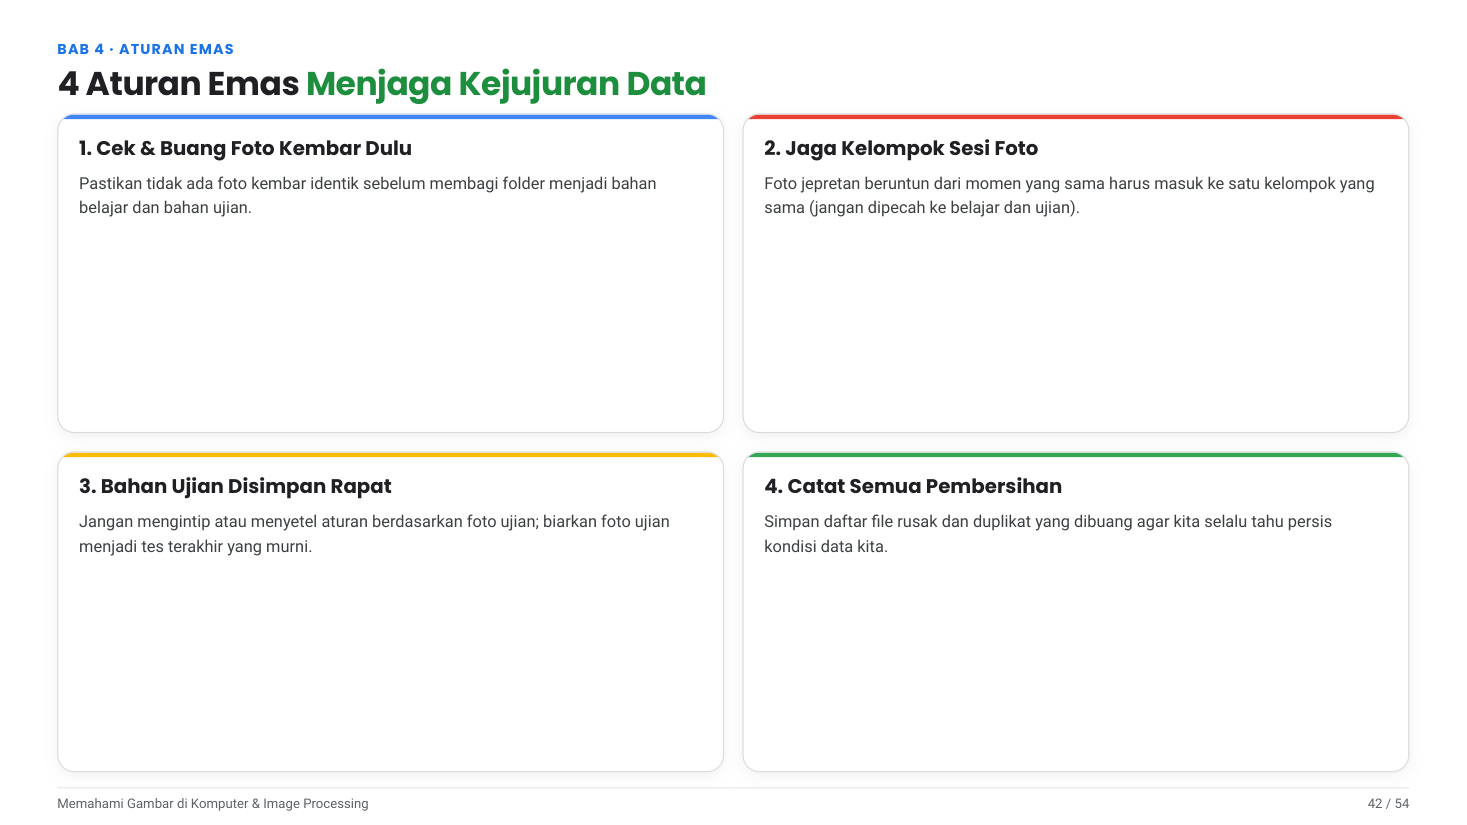 BAB 4 · ATURAN EMAS
4 Aturan Emas Menjaga Kejujuran Data
1. Cek & Buang Foto Kembar Dulu
Pastikan tidak ada foto kembar identik sebelum membagi folder menjadi bahan
belajar dan bahan ujian.
2. Jaga Kelompok Sesi Foto
Foto jepretan beruntun dari momen yang sama harus masuk ke satu kelompok yang
sama (jangan dipecah ke belajar dan ujian).
3. Bahan Ujian Disimpan Rapat
Jangan mengintip atau menyetel aturan berdasarkan foto ujian; biarkan foto ujian
menjadi tes terakhir yang murni.
4. Catat Semua Pembersihan
Simpan daftar file rusak dan duplikat yang dibuang agar kita selalu tahu persis
kondisi data kita.
Memahami Gambar di Komputer & Image Processing
42 / 54